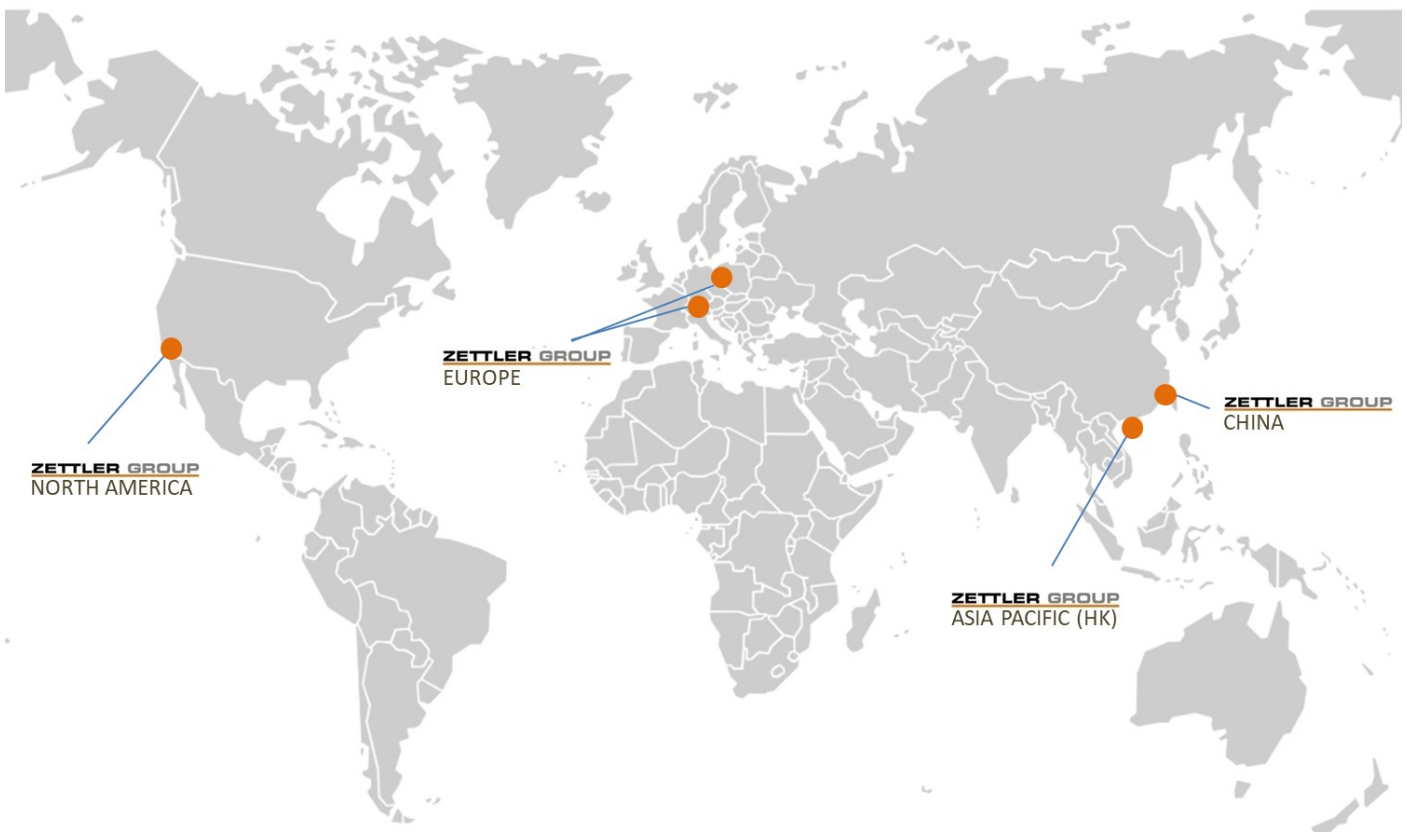 ZETTLER GROUP
EUROPE
ZETTLER GROUP
CHINA
ZETTLER GROUP
NORTH AMERICA
ZETTLER GROUP
ASIA PACIFIC (HK)